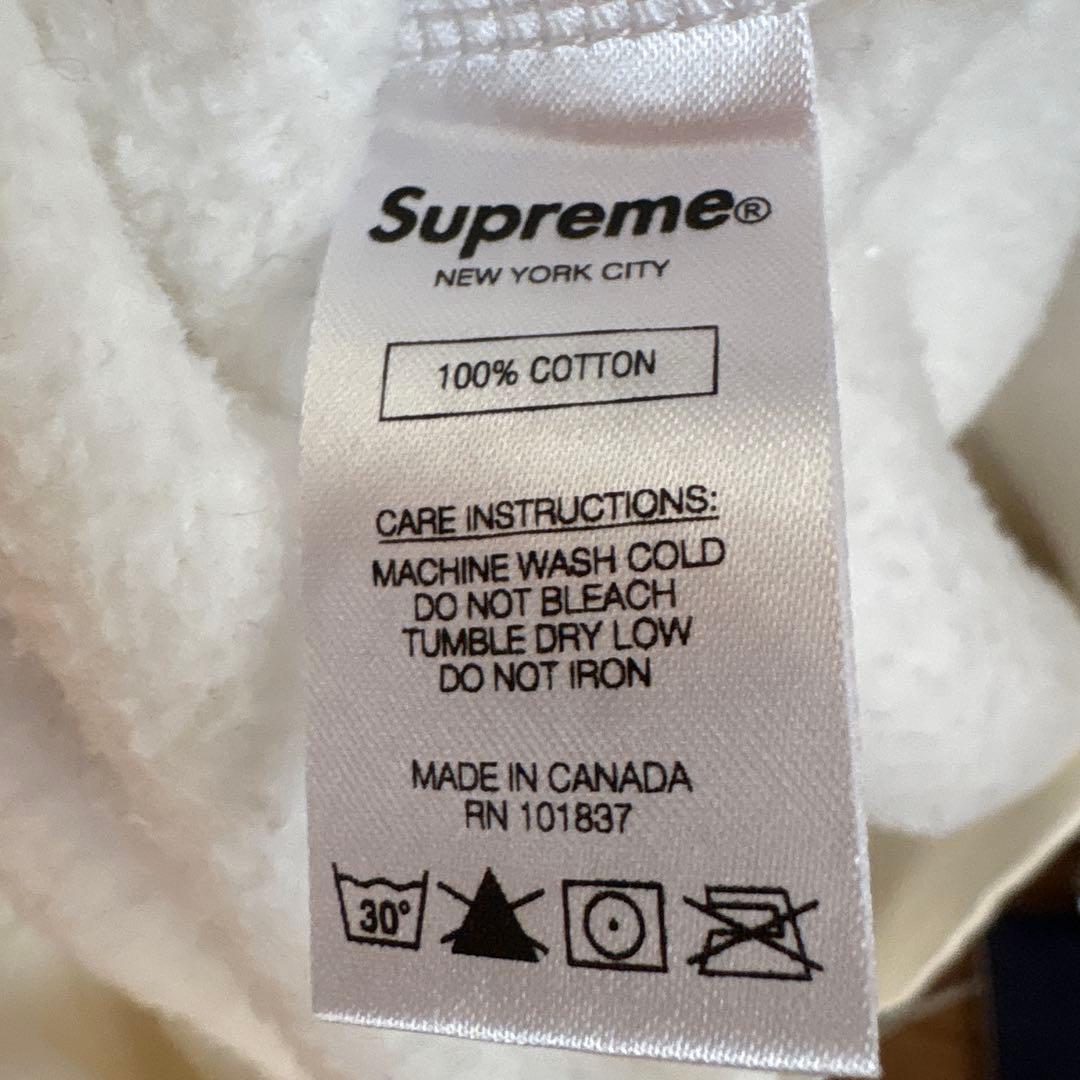 Supreme®
NEW YORK CITY
100% COTTON
CARE INSTRUCTIONS:
MACHINE WASH COLD
DO NOT BLEACH
TUMBLE DRY LOW
DO NOT IRON
MADE IN CANADA
RN 101837
30°